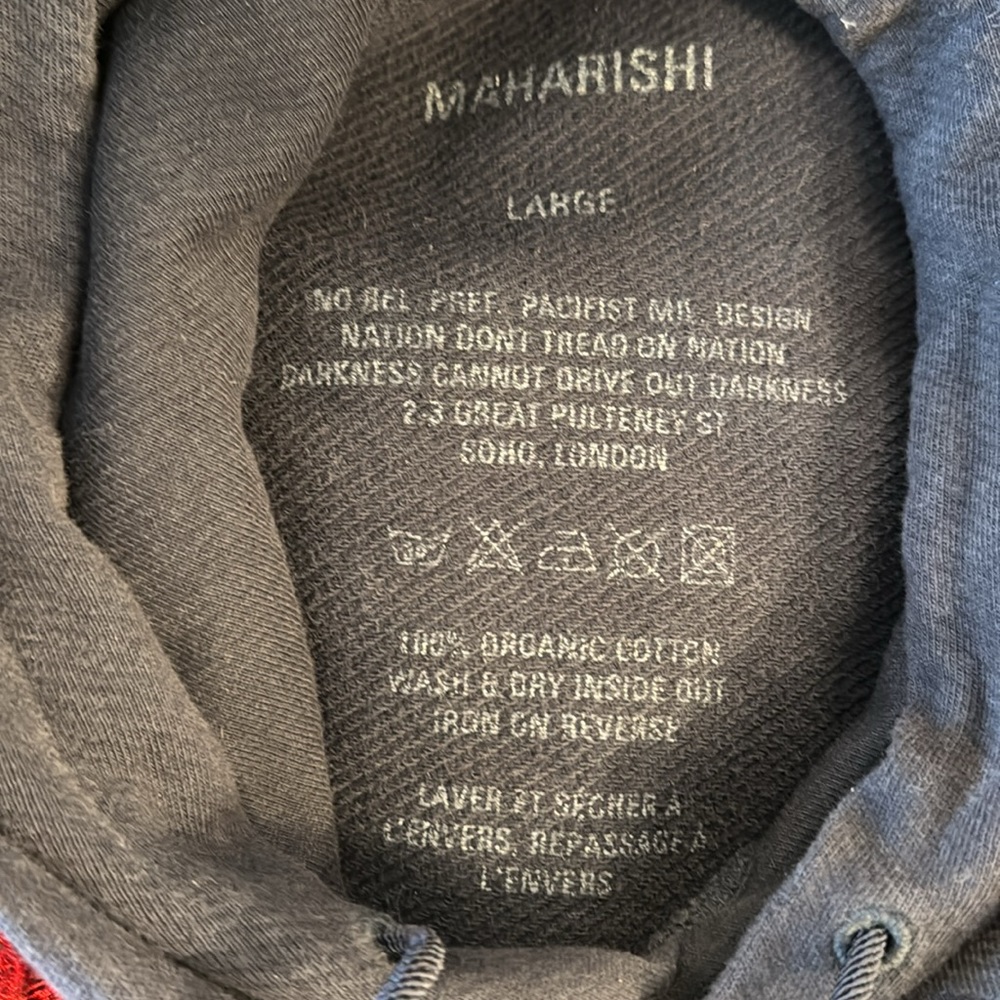 MAHARISHI
LARGE
NO REL. PREF. PACIFIST MIL. DESIGN
NATION DONT TREAD ON NATION
DARKNESS CANNOT DRIVE OUT DARKNESS
2-3 GREAT PULTENEY ST
SOHO, LONDON
30°
100% ORGANIC COTTON
WASH & DRY INSIDE OUT
IRON ON REVERSE
LAVER ET SÉCHER À
L'ENVERS, REPASSAGE À
L'ENVERS